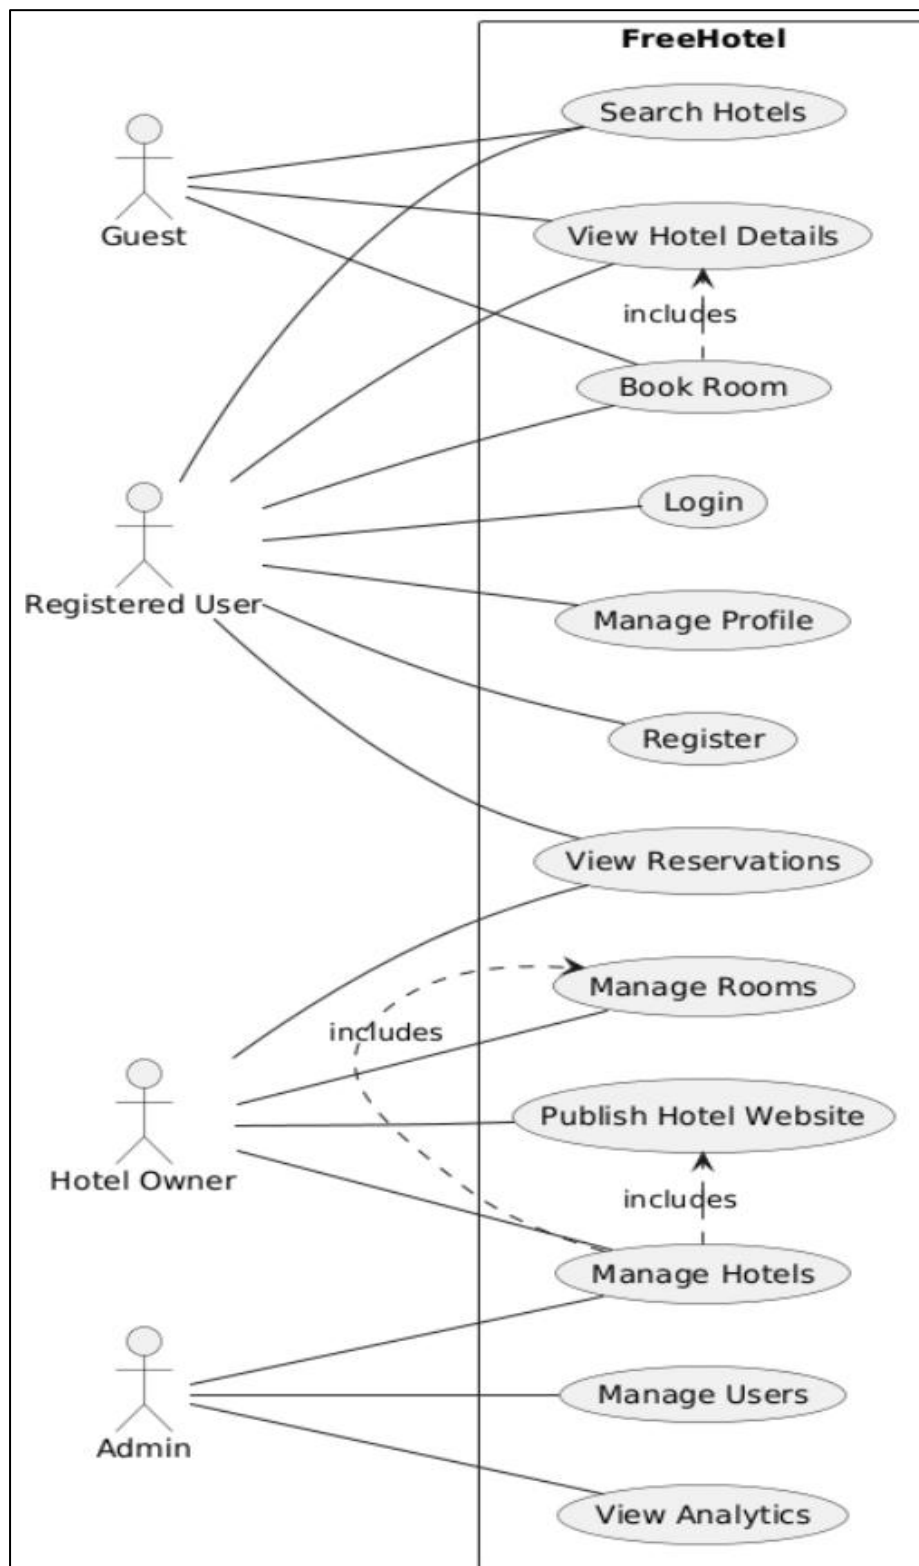 FreeHotel
Search Hotels
Guest
View Hotel Details
includes
Book Room
Login
Registered User
Manage Profile
Register
View Reservations
Manage Rooms
includes
Publish Hotel Website
Hotel Owner
includes
Manage Hotels
Manage Users
Admin
View Analytics